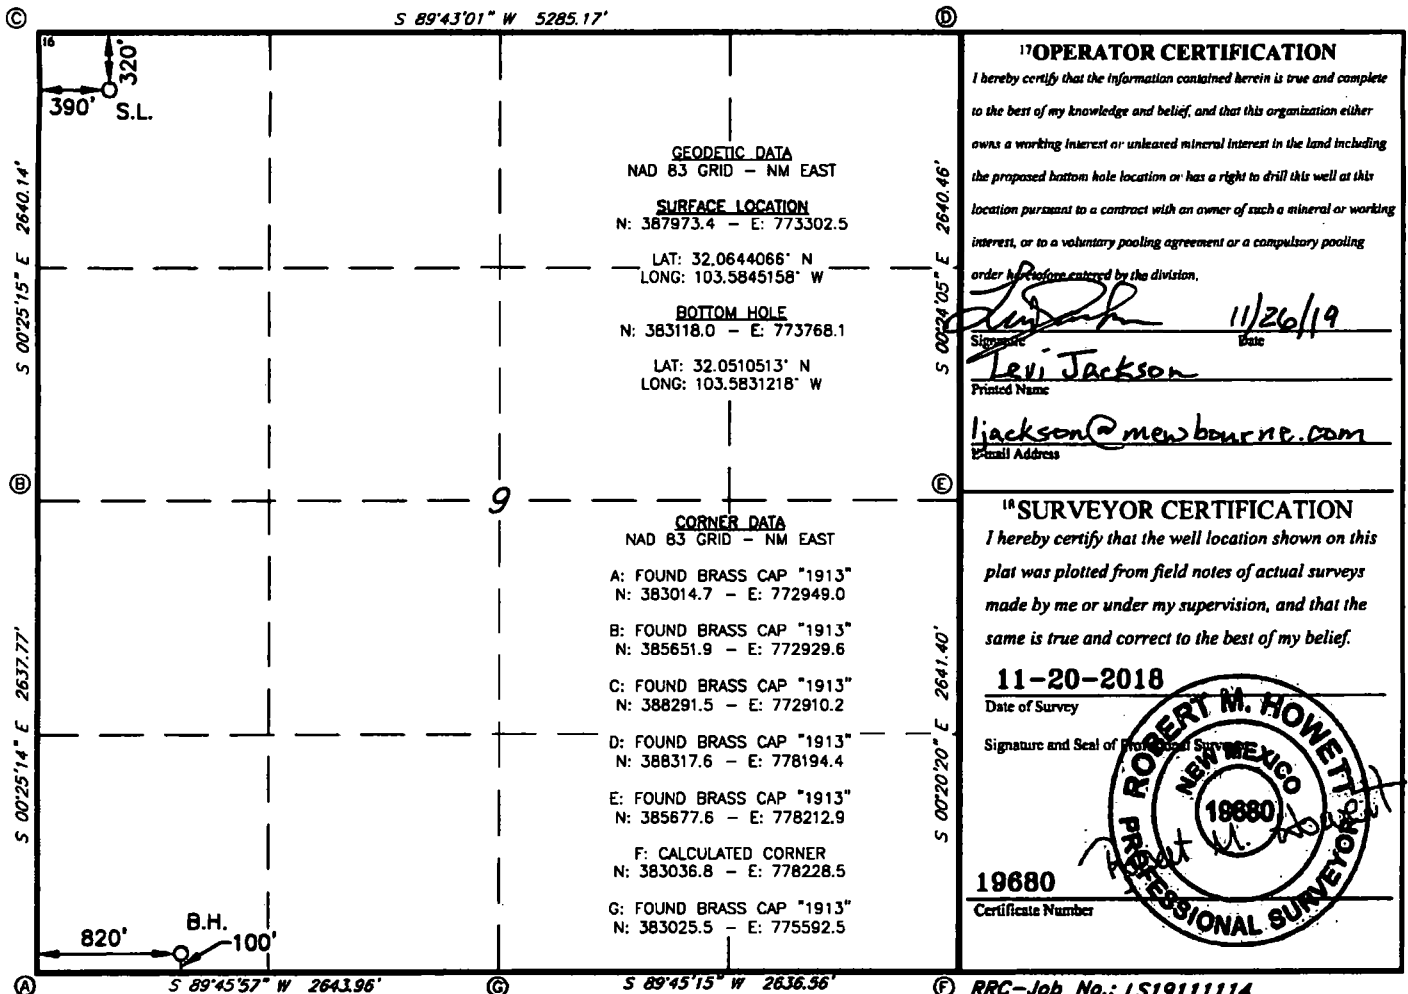 C S 89°43'01" W 5285.17' D
16
320'
390'
S.L.
S 00°25'15" E 2640.14'
GEODETIC DATA
NAD 83 GRID – NM EAST
SURFACE LOCATION
N: 387973.4 – E: 773302.5
LAT: 32.0644066° N
LONG: 103.5845158° W
BOTTOM HOLE
N: 383118.0 – E: 773768.1
LAT: 32.0510513° N
LONG: 103.5831218° W
S 00°24'05" E 2640.46'
B
9
E
CORNER DATA
NAD 83 GRID – NM EAST
A: FOUND BRASS CAP "1913"
N: 383014.7 – E: 772949.0
B: FOUND BRASS CAP "1913"
N: 385651.9 – E: 772929.6
C: FOUND BRASS CAP "1913"
N: 388291.5 – E: 772910.2
D: FOUND BRASS CAP "1913"
N: 388317.6 – E: 778194.4
E: FOUND BRASS CAP "1913"
N: 385677.6 – E: 778212.9
F: CALCULATED CORNER
N: 383036.8 – E: 778228.5
G: FOUND BRASS CAP "1913"
N: 383025.5 – E: 775592.5
S 00°25'14" E 2637.77'
S 00°20'20" E 2641.40'
820'
B.H.
100'
A S 89°45'57" W 2643.96' G S 89°45'15" W 2636.56' F
17 OPERATOR CERTIFICATION
I hereby certify that the information contained herein is true and complete
to the best of my knowledge and belief, and that this organization either
owns a working interest or unleased mineral interest in the land including
the proposed bottom hole location or has a right to drill this well at this
location pursuant to a contract with an owner of such a mineral or working
interest, or to a voluntary pooling agreement or a compulsory pooling
order heretofore entered by the division.
11/26/19
Signature Date
Levi Jackson
Printed Name
ljackson@mewbourne.com
E-mail Address
18 SURVEYOR CERTIFICATION
I hereby certify that the well location shown on this
plat was plotted from field notes of actual surveys
made by me or under my supervision, and that the
same is true and correct to the best of my belief.
11-20-2018
Date of Survey
Signature and Seal of Professional Surveyor
ROBERT M. HOWETT
NEW MEXICO
19680
PROFESSIONAL SURVEYOR
Robert M. Howett
19680
Certificate Number
RRC-Job No.: LS19111114